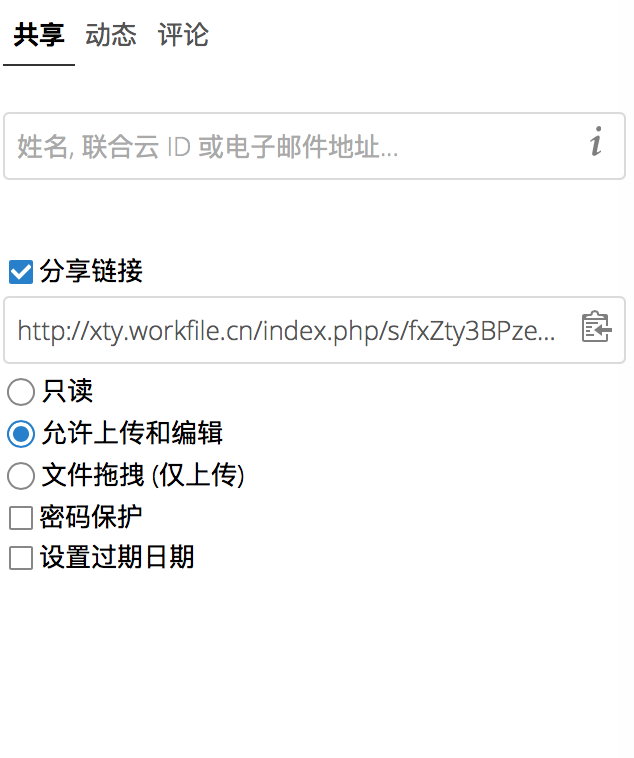 共享 动态 评论
姓名, 联合云 ID 或电子邮件地址...
分享链接
http://xty.workfile.cn/index.php/s/fxZty3BPze...
只读
允许上传和编辑
文件拖拽 (仅上传)
密码保护
设置过期日期